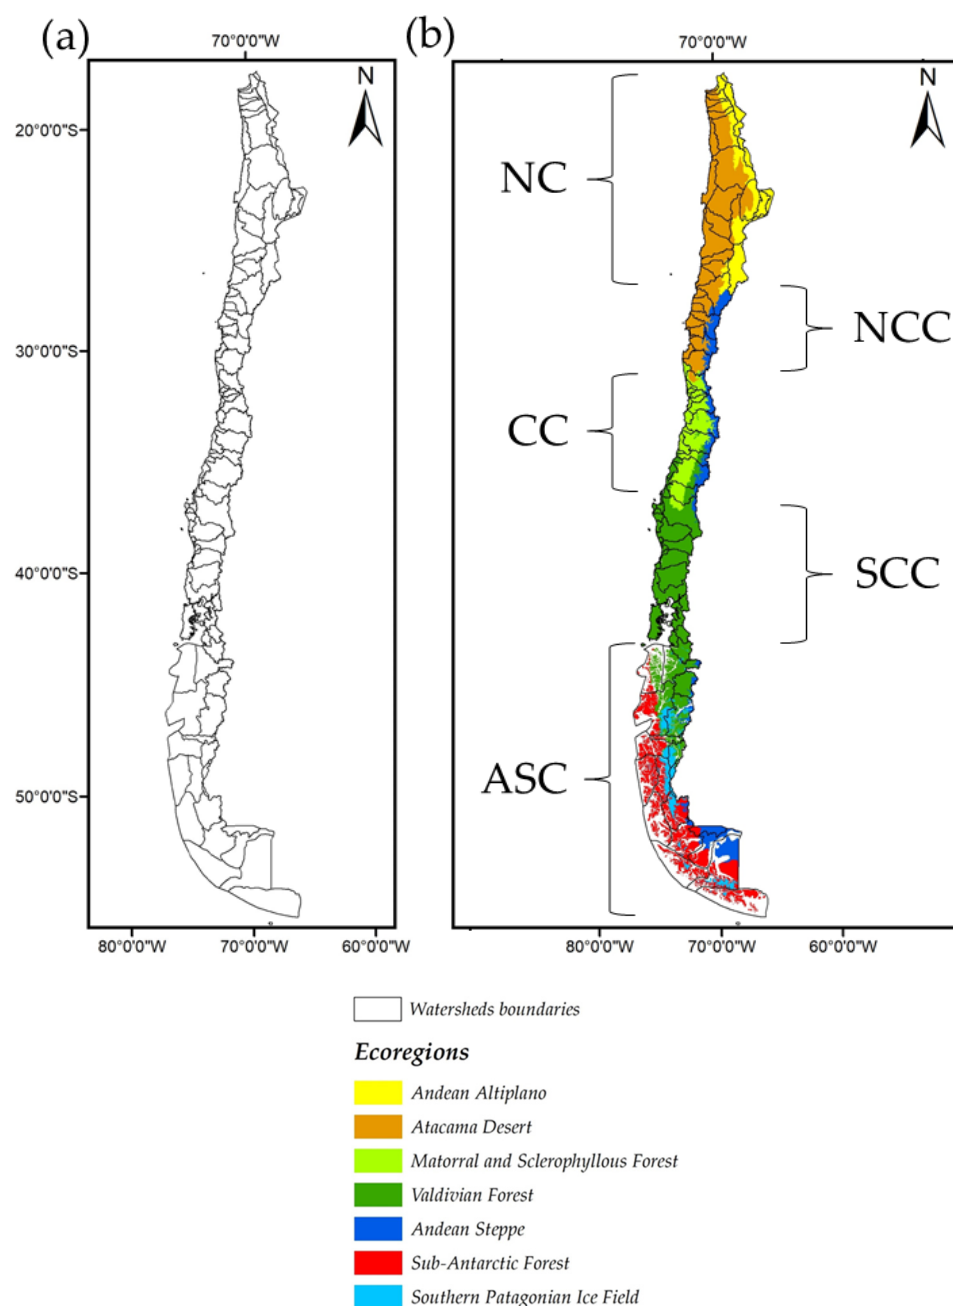 (a)
(b)
70°0'0"W
70°0'0"W
N
N
20°0'0"S
30°0'0"S
40°0'0"S
50°0'0"S
NC
NCC
CC
SCC
ASC
80°0'0"W
70°0'0"W
60°0'0"W
80°0'0"W
70°0'0"W
60°0'0"W
Watersheds boundaries
Ecoregions
Andean Altiplano
Atacama Desert
Matorral and Sclerophyllous Forest
Valdivian Forest
Andean Steppe
Sub-Antarctic Forest
Southern Patagonian Ice Field